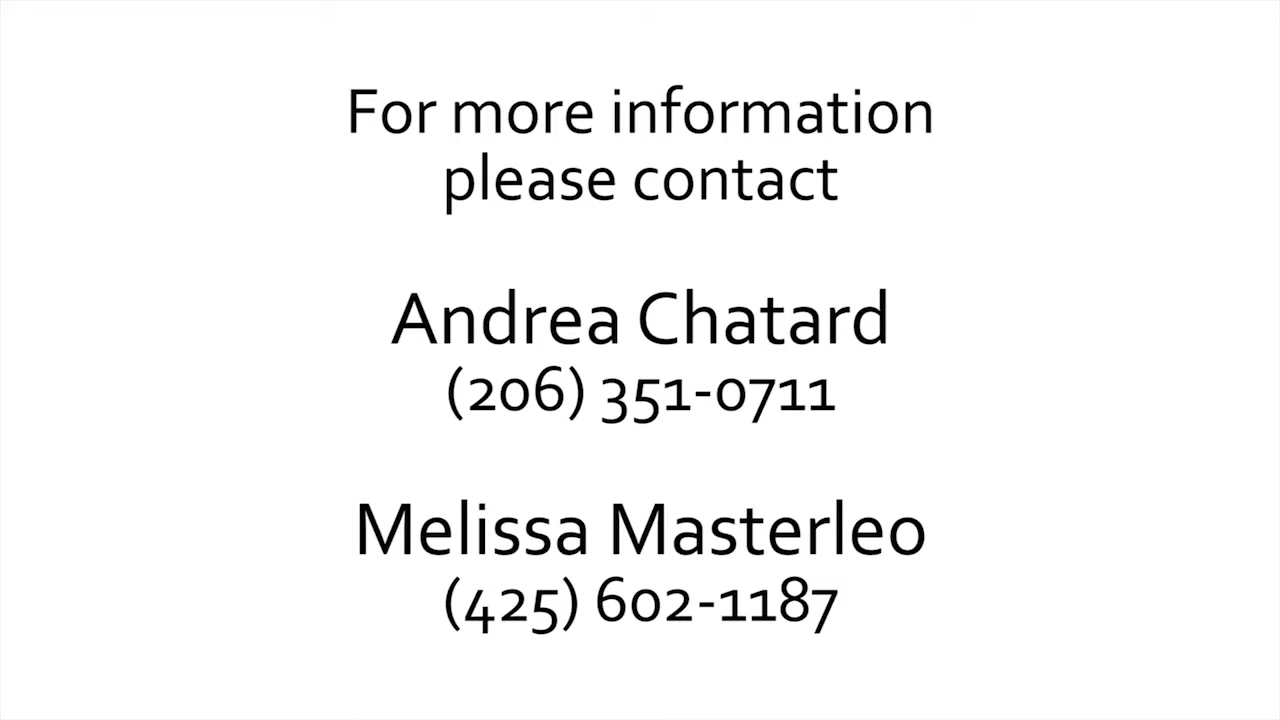 For more information
please contact
Andrea Chatard
(206) 351-0711
Melissa Masterleo
(425) 602-1187